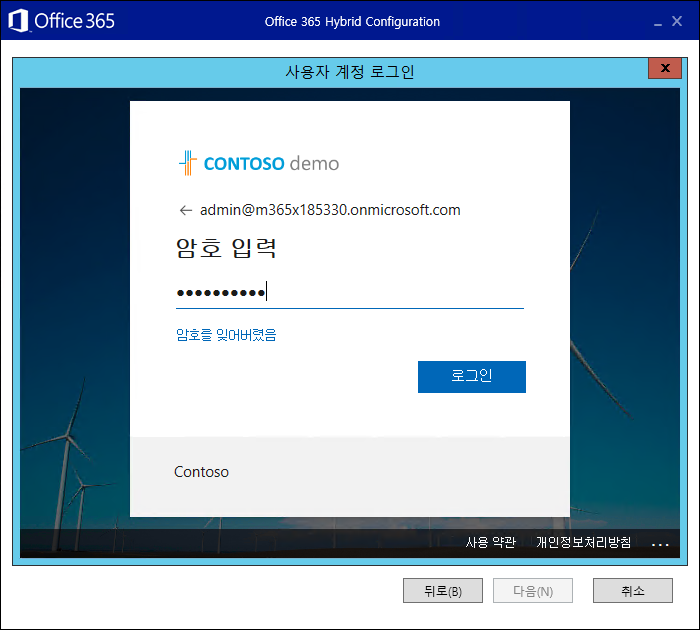 Office 365
Office 365 Hybrid Configuration
사용자 계정 로그인
CONTOSO demo
← admin@m365x185330.onmicrosoft.com
암호 입력
●●●●●●●●●●
암호를 잊어버렸음
로그인
Contoso
사용 약관 개인정보처리방침 ...
뒤로(B) 다음(N) 취소